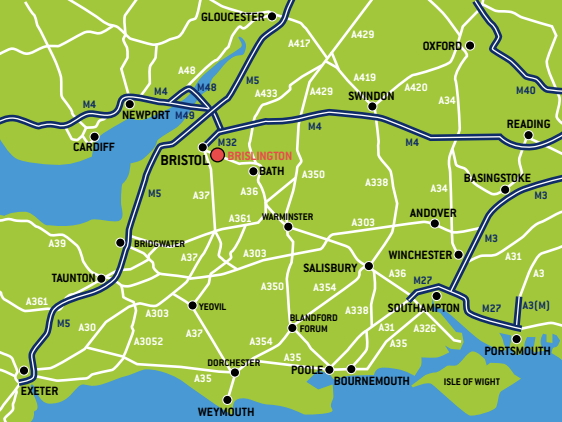 GLOUCESTER
A417
A429
OXFORD
A48
M5
A419
A433
A429
A420
M4
M48
SWINDON
M40
A34
M4
NEWPORT
M49
M4
READING
CARDIFF
M32
M4
BRISTOL
BRISLINGTON
BATH
A350
BASINGSTOKE
M5
A37
A36
A338
A34
M3
A361
WARMINSTER
A303
ANDOVER
A39
BRIDGWATER
M3
A37
A303
WINCHESTER
A31
TAUNTON
SALISBURY
A36
M27
A3
A350
A354
A361
A303
YEOVIL
SOUTHAMPTON
M27
A3(M)
M5
A30
BLANDFORD
FORUM
A338
A31
A326
A3052
A37
A354
A35
PORTSMOUTH
A35
DORCHESTER
POOLE
BOURNEMOUTH
A35
ISLE OF WIGHT
EXETER
WEYMOUTH